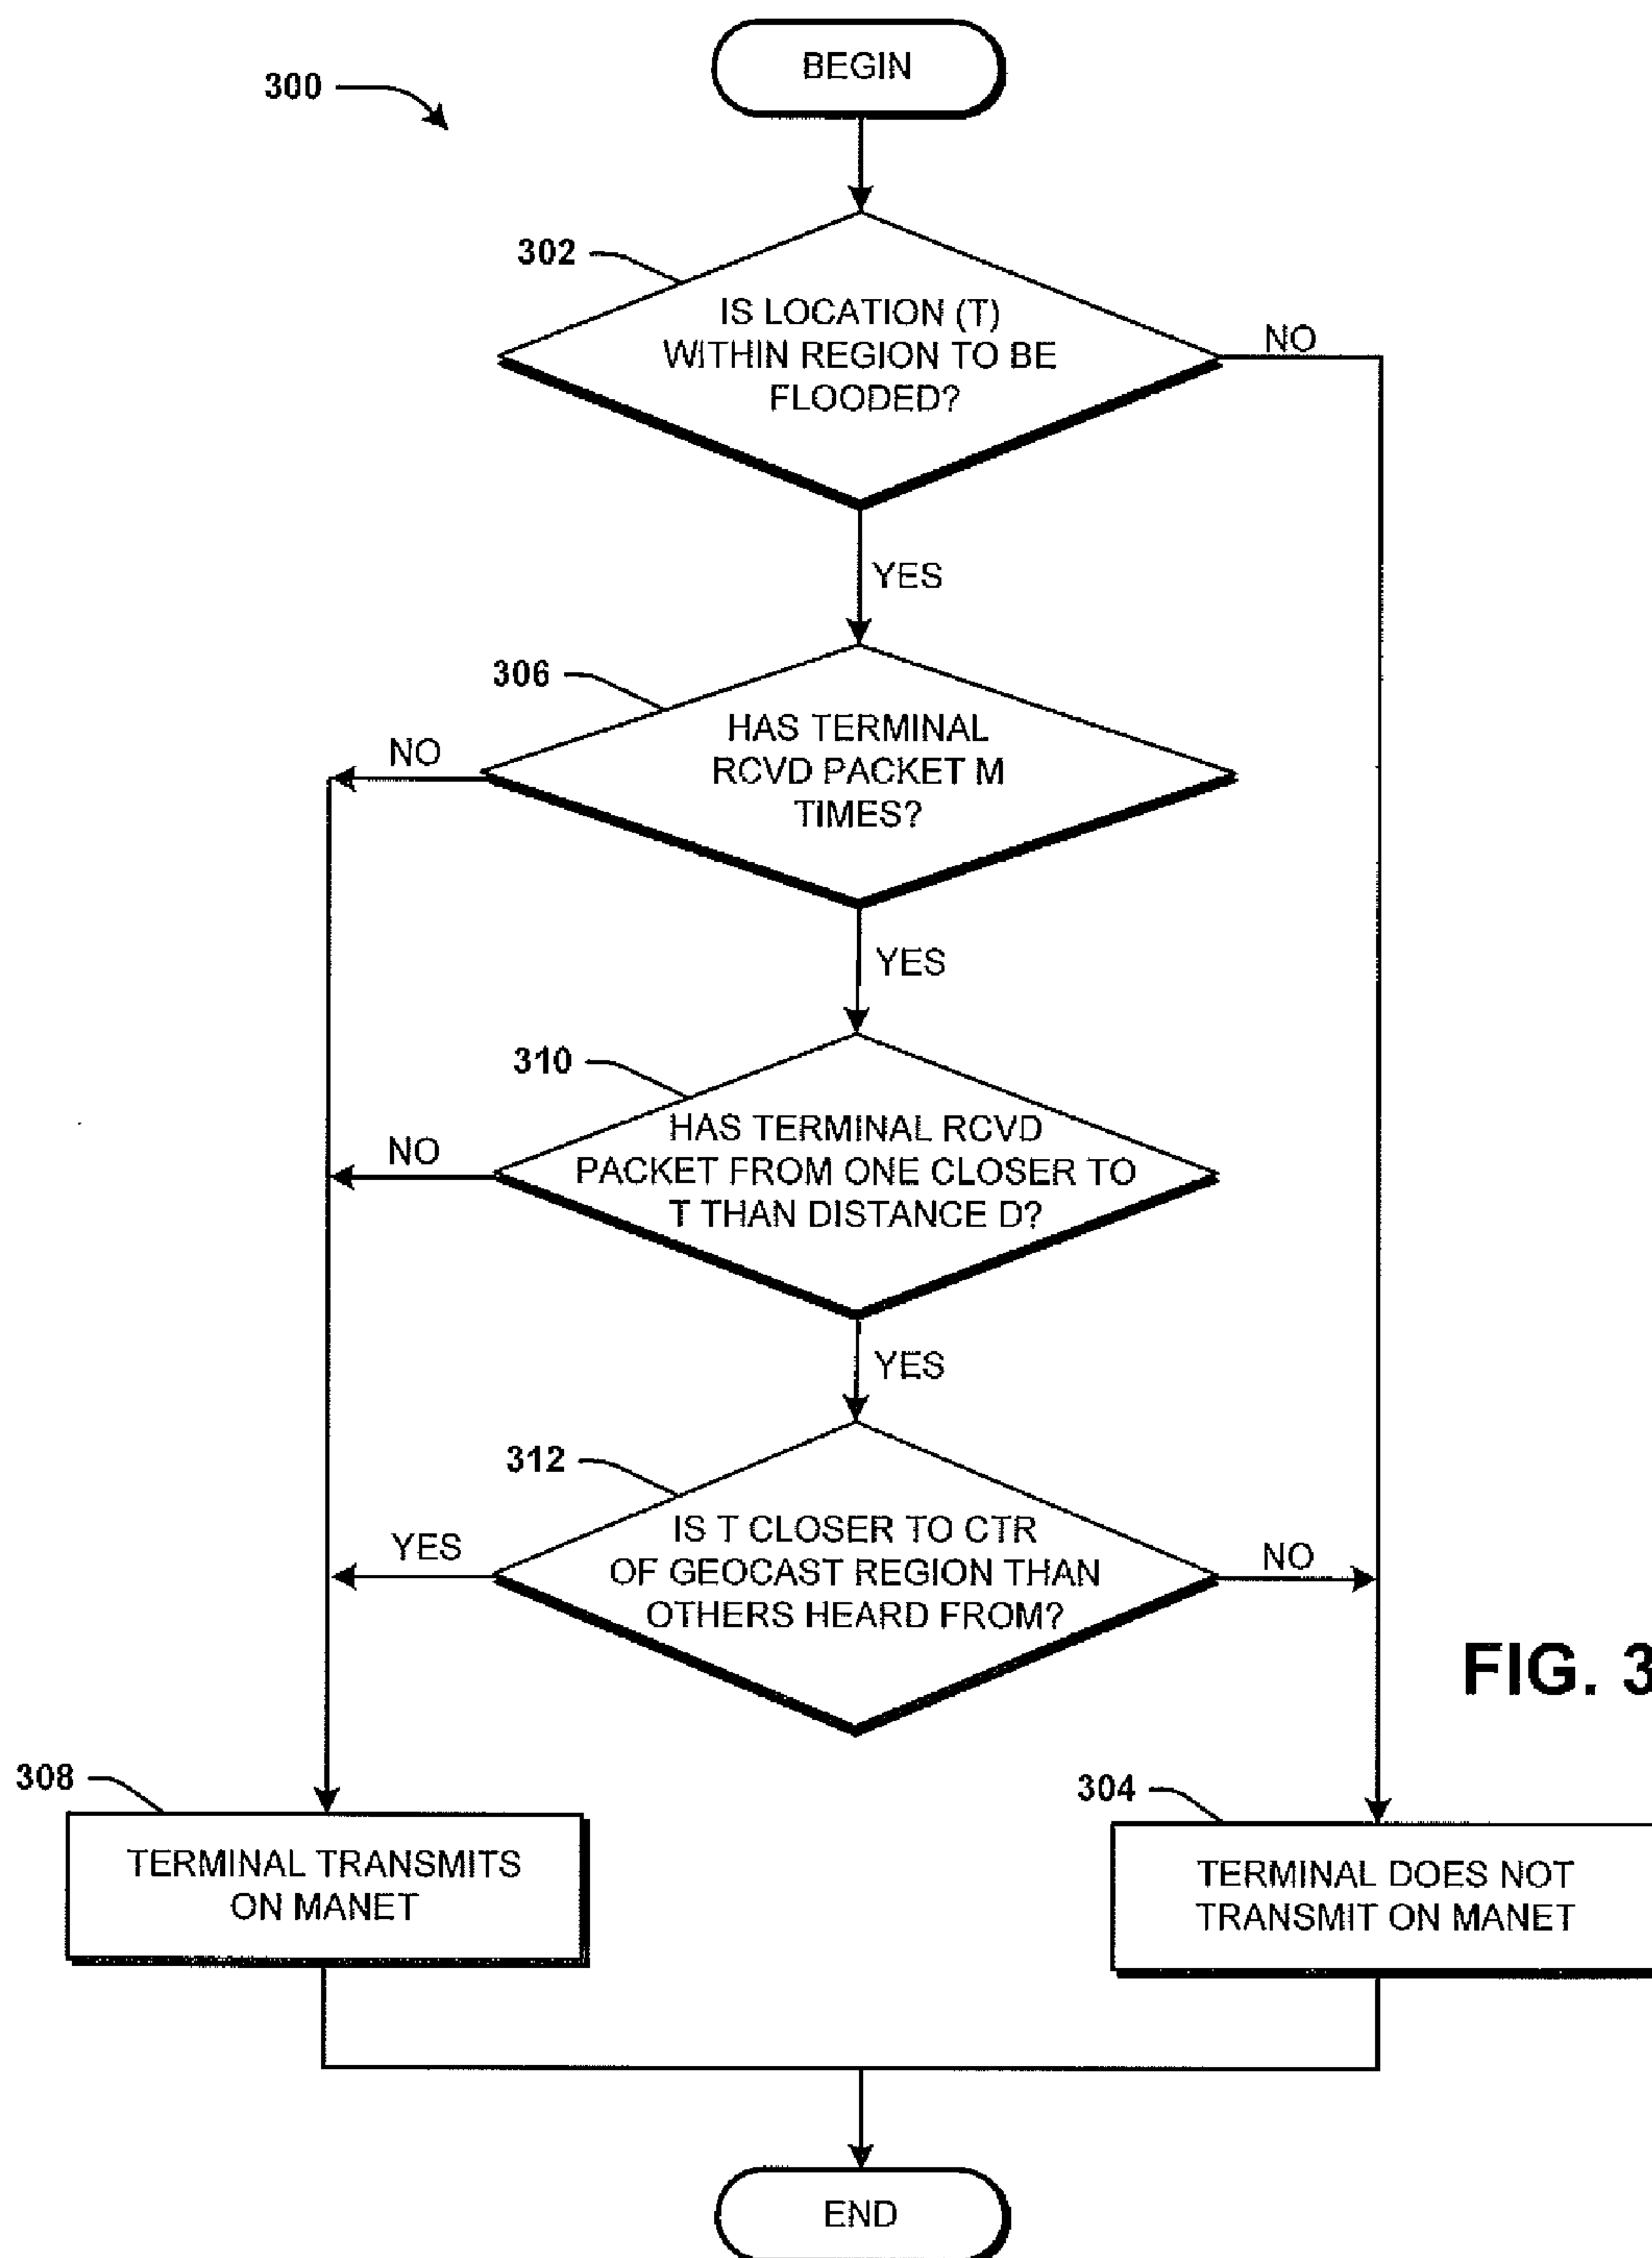 BEGIN
300
302
IS LOCATION (T)
WITHIN REGION TO BE
FLOODED?
NO
YES
306
HAS TERMINAL
RCVD PACKET M
TIMES?
NO
YES
310
HAS TERMINAL RCVD
PACKET FROM ONE CLOSER TO
T THAN DISTANCE D?
NO
YES
312
IS T CLOSER TO CTR
OF GEOCAST REGION THAN
OTHERS HEARD FROM?
YES
NO
FIG. 3
308
TERMINAL TRANSMITS
ON MANET
304
TERMINAL DOES NOT
TRANSMIT ON MANET
END